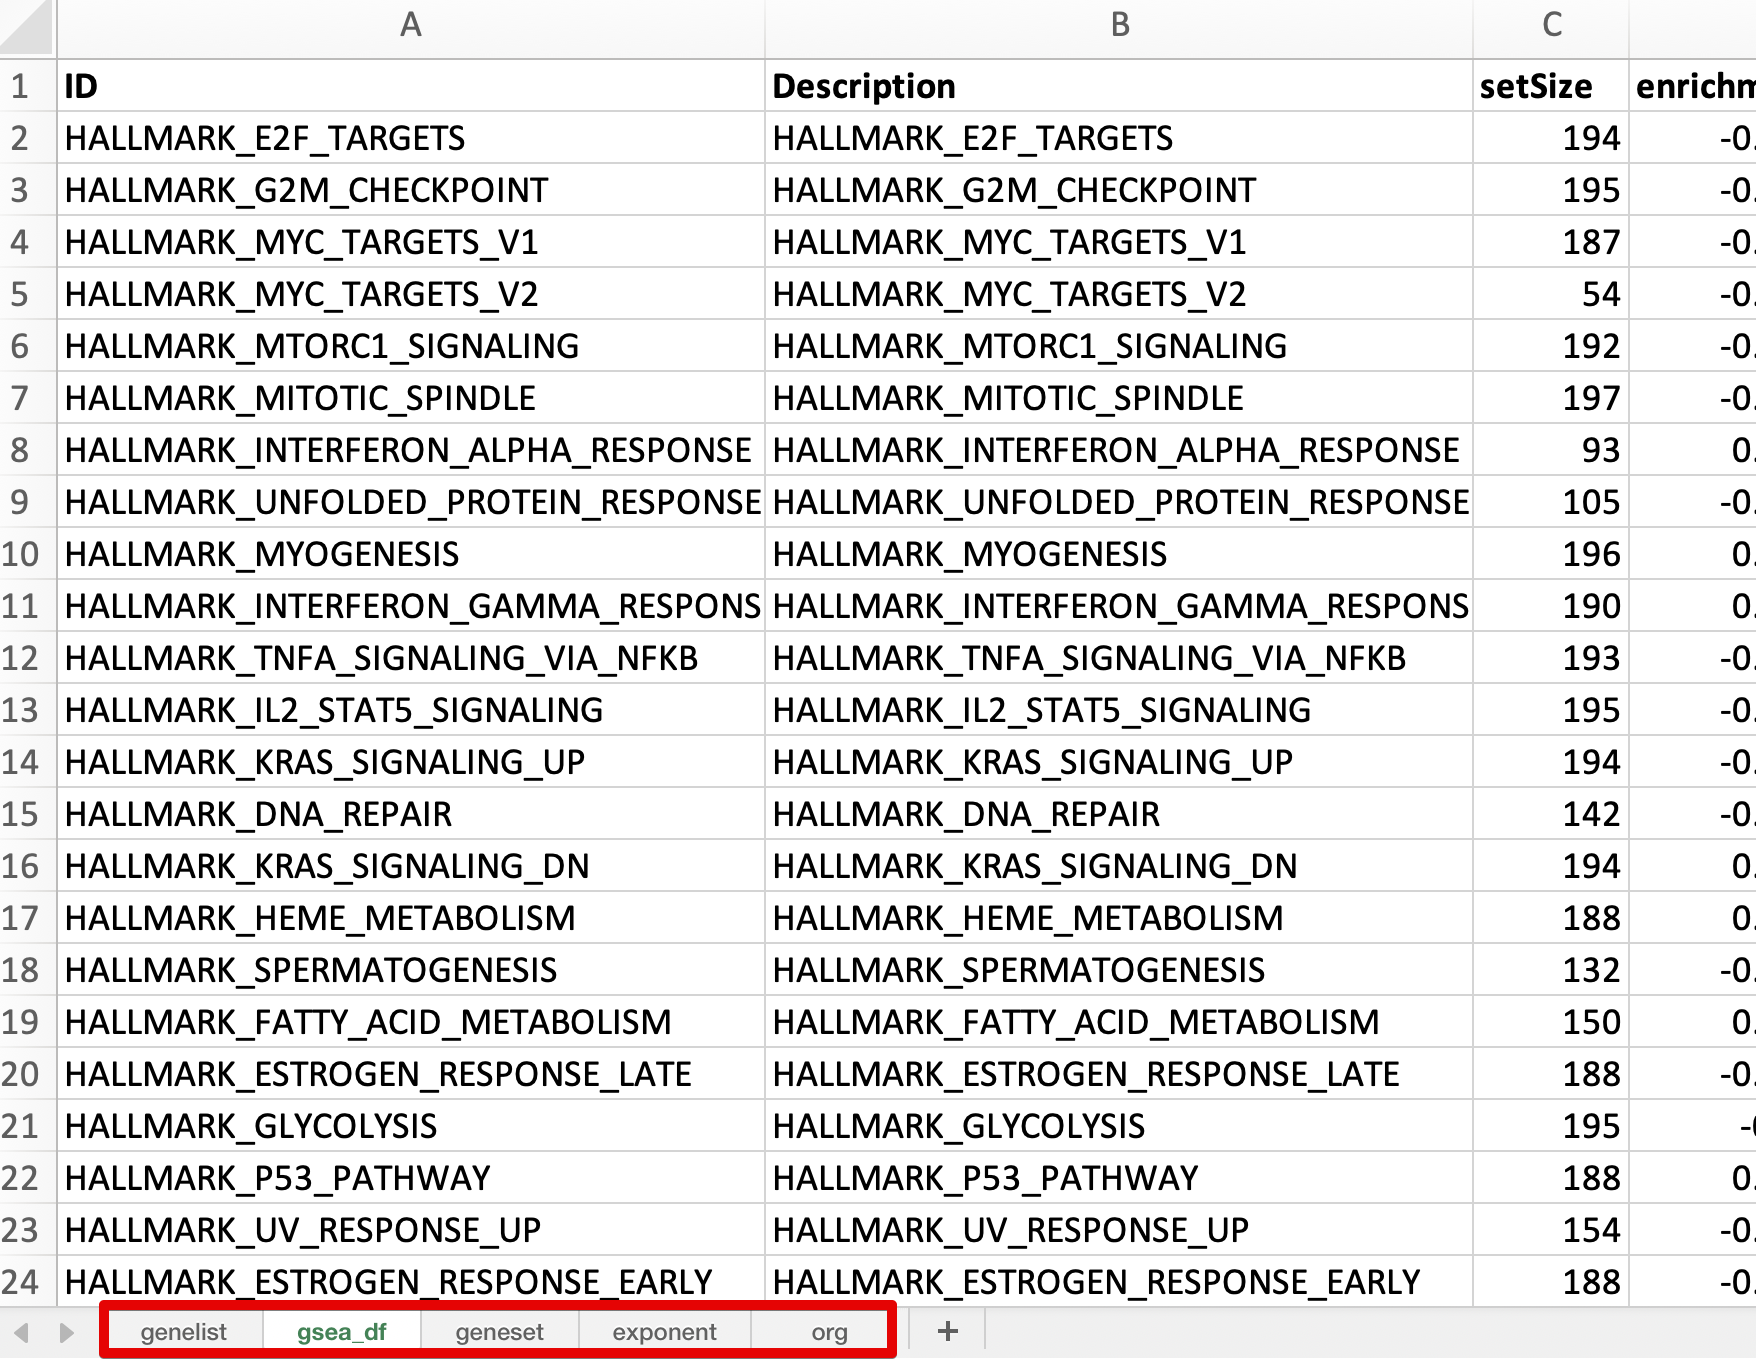 A B C
1 ID Description setSize enrichm
2 HALLMARK_E2F_TARGETS HALLMARK_E2F_TARGETS 194 -0.
3 HALLMARK_G2M_CHECKPOINT HALLMARK_G2M_CHECKPOINT 195 -0.
4 HALLMARK_MYC_TARGETS_V1 HALLMARK_MYC_TARGETS_V1 187 -0.
5 HALLMARK_MYC_TARGETS_V2 HALLMARK_MYC_TARGETS_V2 54 -0.
6 HALLMARK_MTORC1_SIGNALING HALLMARK_MTORC1_SIGNALING 192 -0.
7 HALLMARK_MITOTIC_SPINDLE HALLMARK_MITOTIC_SPINDLE 197 -0.
8 HALLMARK_INTERFERON_ALPHA_RESPONSE HALLMARK_INTERFERON_ALPHA_RESPONSE 93 0.
9 HALLMARK_UNFOLDED_PROTEIN_RESPONSE HALLMARK_UNFOLDED_PROTEIN_RESPONSE 105 -0.
10 HALLMARK_MYOGENESIS HALLMARK_MYOGENESIS 196 0.
11 HALLMARK_INTERFERON_GAMMA_RESPONS HALLMARK_INTERFERON_GAMMA_RESPONS 190 0.
12 HALLMARK_TNFA_SIGNALING_VIA_NFKB HALLMARK_TNFA_SIGNALING_VIA_NFKB 193 -0.
13 HALLMARK_IL2_STAT5_SIGNALING HALLMARK_IL2_STAT5_SIGNALING 195 -0.
14 HALLMARK_KRAS_SIGNALING_UP HALLMARK_KRAS_SIGNALING_UP 194 -0.
15 HALLMARK_DNA_REPAIR HALLMARK_DNA_REPAIR 142 -0.
16 HALLMARK_KRAS_SIGNALING_DN HALLMARK_KRAS_SIGNALING_DN 194 0.
17 HALLMARK_HEME_METABOLISM HALLMARK_HEME_METABOLISM 188 0.
18 HALLMARK_SPERMATOGENESIS HALLMARK_SPERMATOGENESIS 132 -0.
19 HALLMARK_FATTY_ACID_METABOLISM HALLMARK_FATTY_ACID_METABOLISM 150 0.
20 HALLMARK_ESTROGEN_RESPONSE_LATE HALLMARK_ESTROGEN_RESPONSE_LATE 188 -0.
21 HALLMARK_GLYCOLYSIS HALLMARK_GLYCOLYSIS 195 -0
22 HALLMARK_P53_PATHWAY HALLMARK_P53_PATHWAY 188 0.
23 HALLMARK_UV_RESPONSE_UP HALLMARK_UV_RESPONSE_UP 154 -0.
24 HALLMARK_ESTROGEN_RESPONSE_EARLY HALLMARK_ESTROGEN_RESPONSE_EARLY 188 -0.
genelist gsea_df geneset exponent org +